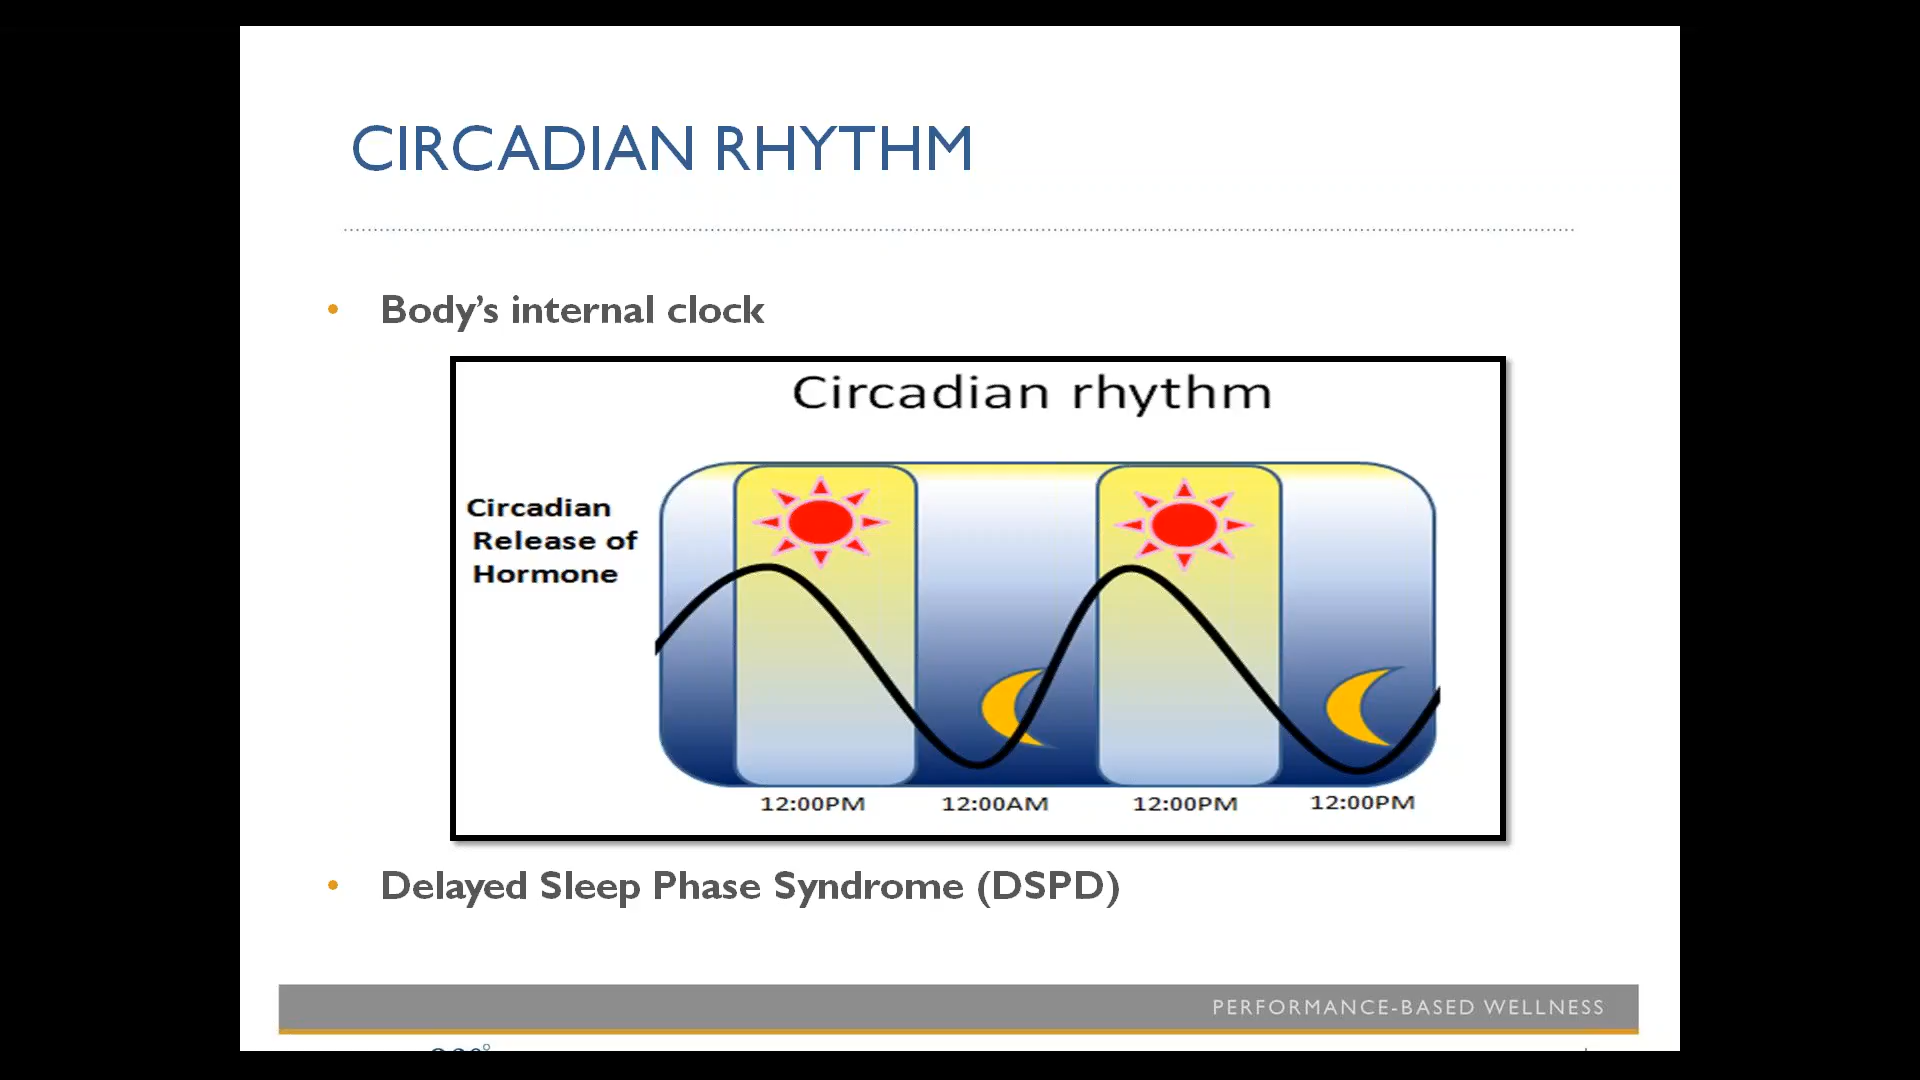 CIRCADIAN RHYTHM
• Body’s internal clock
Circadian rhythm
Circadian
Release of
Hormone
12:00PM 12:00AM 12:00PM 12:00PM
• Delayed Sleep Phase Syndrome (DSPD)
PERFORMANCE-BASED WELLNESS